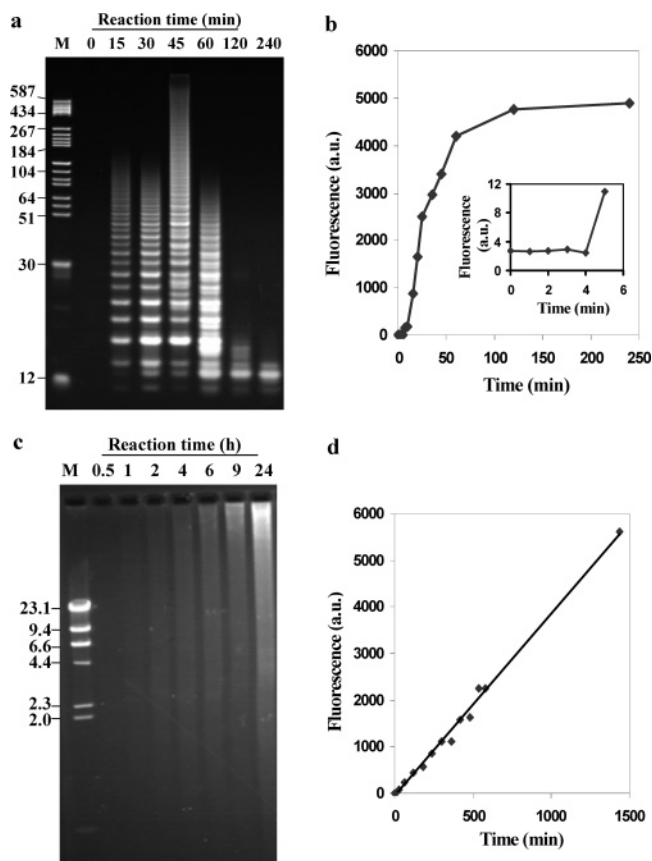 a
Reaction time (min)
M 0 15 30 45 60 120 240
587
434
267
184
104
64
51
30
12
b
Fluorescence (a.u.)
6000
5000
4000
3000
2000
1000
0
0 50 100 150 200 250
Time (min)
Fluorescence (a.u.)
12
8
4
0
0 2 4 6
Time (min)
c
Reaction time (h)
M 0.5 1 2 4 6 9 24
23.1
9.4
6.6
4.4
2.3
2.0
d
Fluorescence (a.u.)
6000
5000
4000
3000
2000
1000
0
0 500 1000 1500
Time (min)